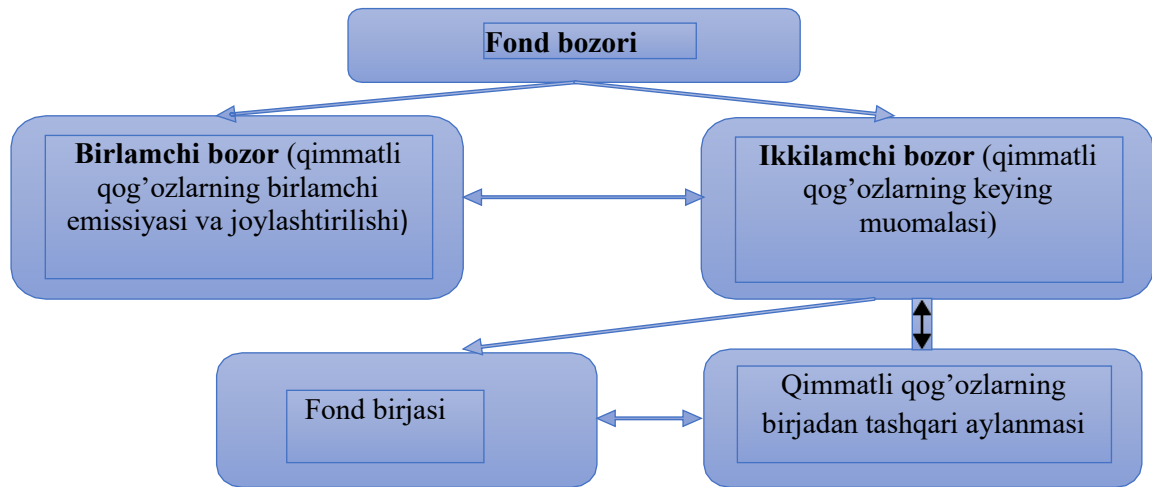 Fond bozori
Birlamchi bozor (qimmatli
qog’ozlarning birlamchi
emissiyasi va joylashtirilishi)
Ikkilamchi bozor (qimmatli
qog’ozlarning keying
muomalasi)
Fond birjasi
Qimmatli qog’ozlarning
birjadan tashqari aylanmasi